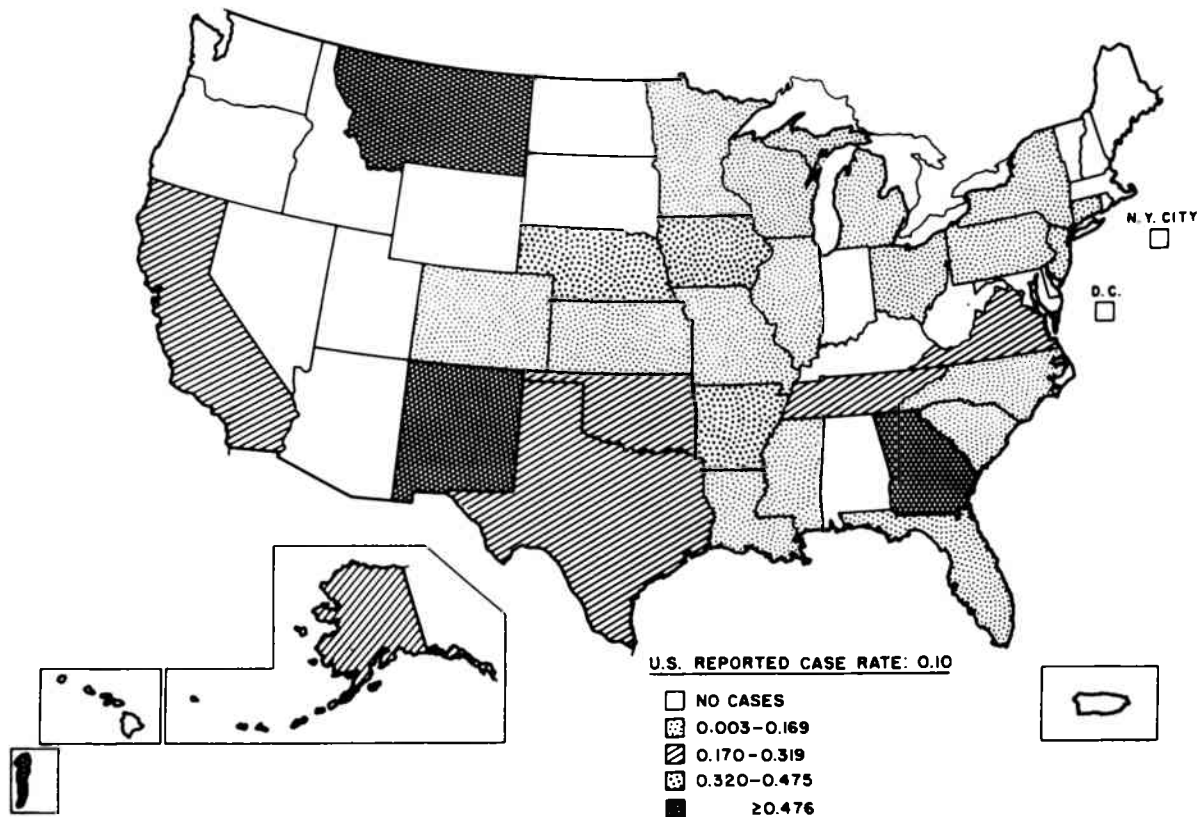 N.Y. CITY
D.C.
U.S. REPORTED CASE RATE: 0.10
NO CASES
0.003-0.169
0.170-0.319
0.320-0.475
≥0.476